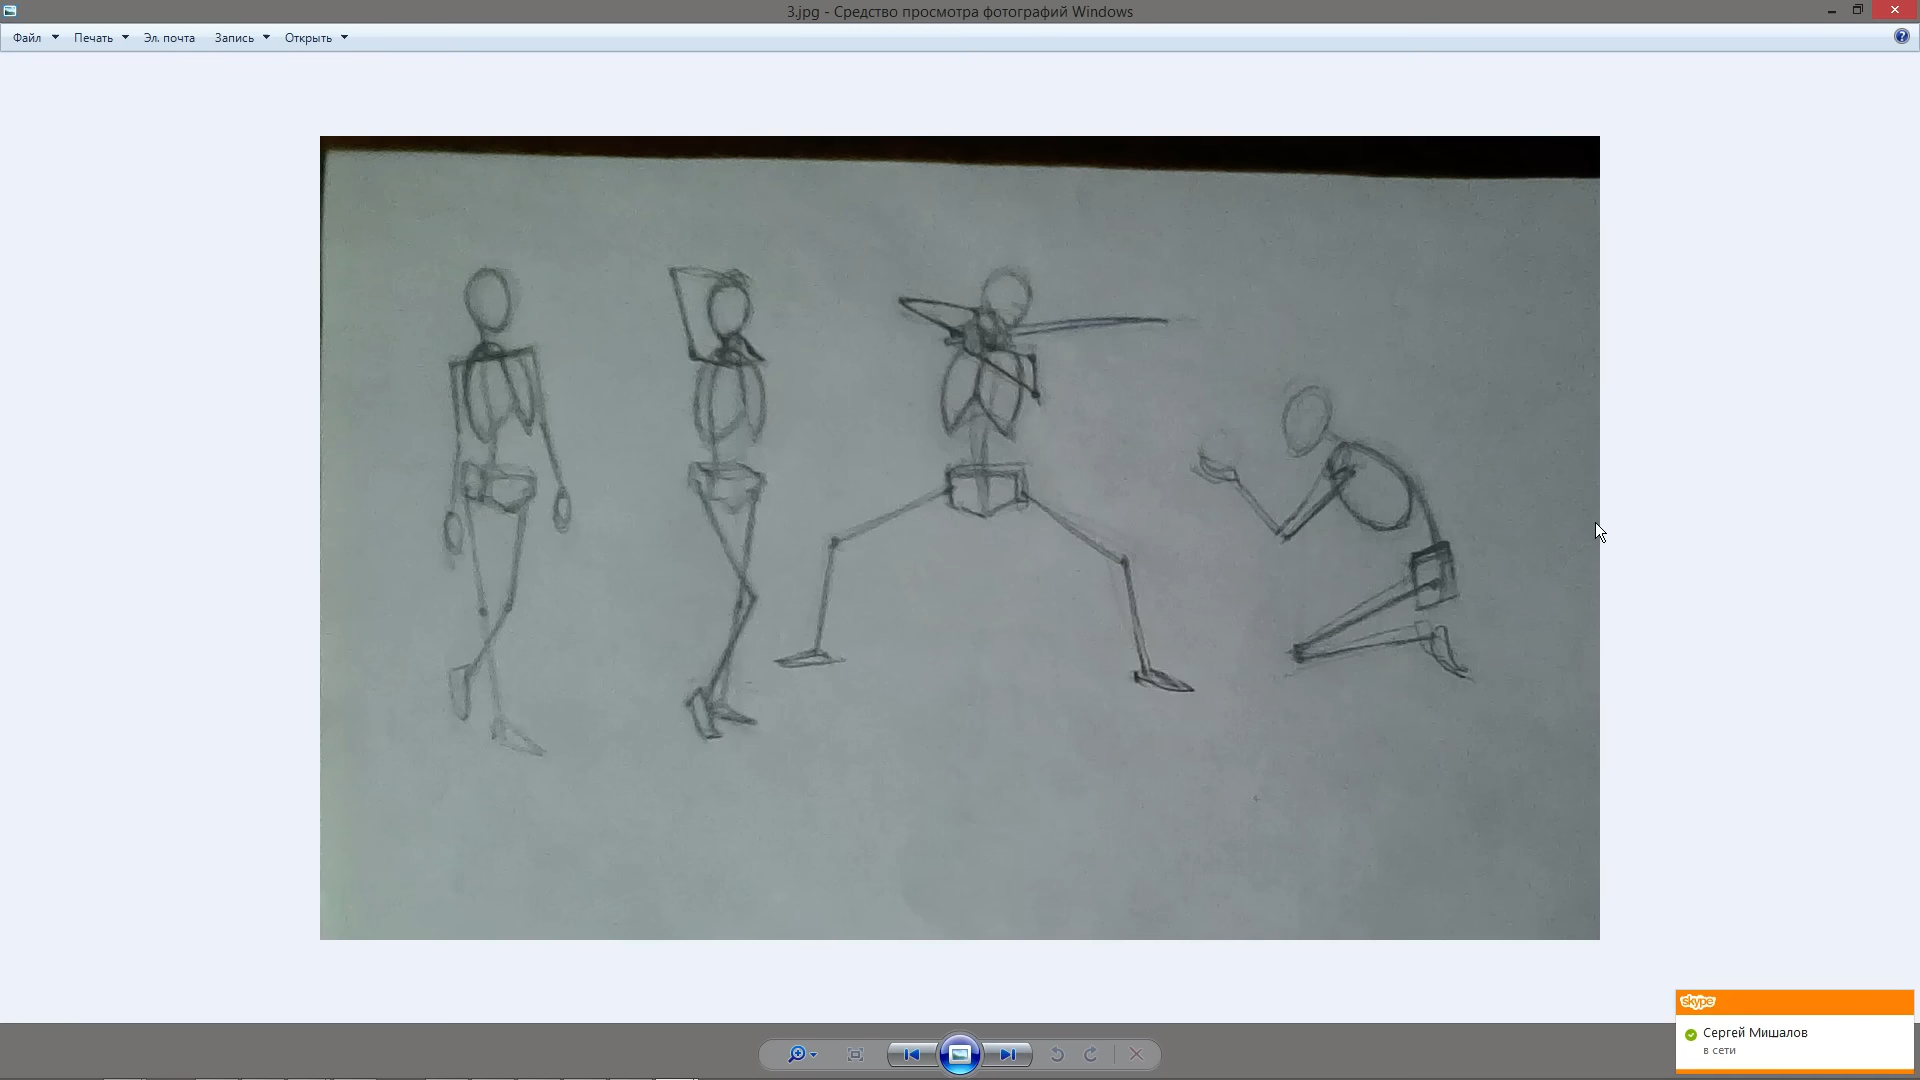 3.jpg - Средство просмотра фотографий Windows
Файл Печать Эл. почта Запись Открыть
skype
Сергей Мишалов
в сети